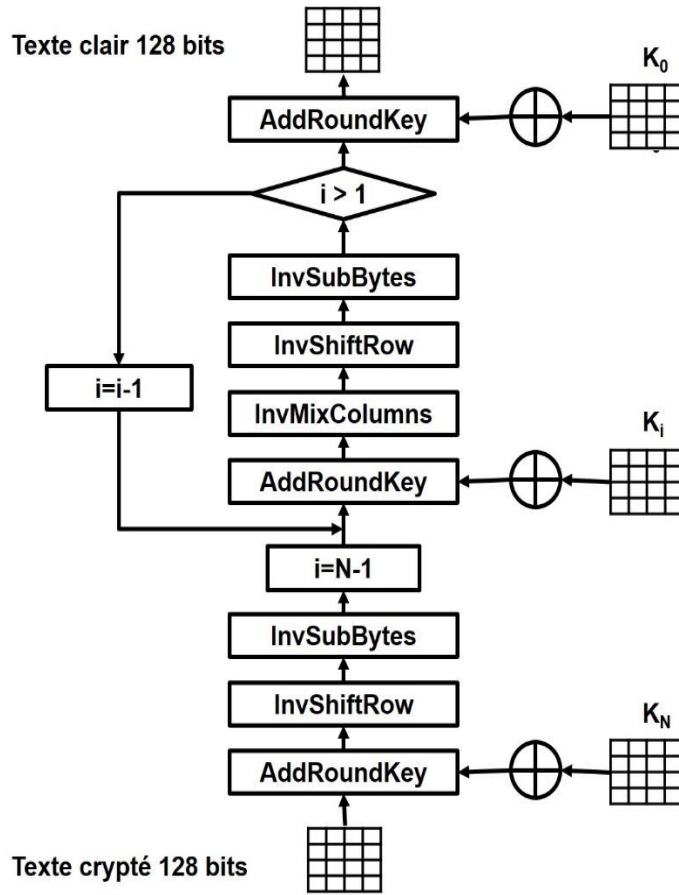 Texte clair 128 bits
K₀
AddRoundKey
i > 1
InvSubBytes
InvShiftRow
i=i-1
InvMixColumns
Kᵢ
AddRoundKey
i=N-1
InvSubBytes
InvShiftRow
K_N
AddRoundKey
Texte crypté 128 bits